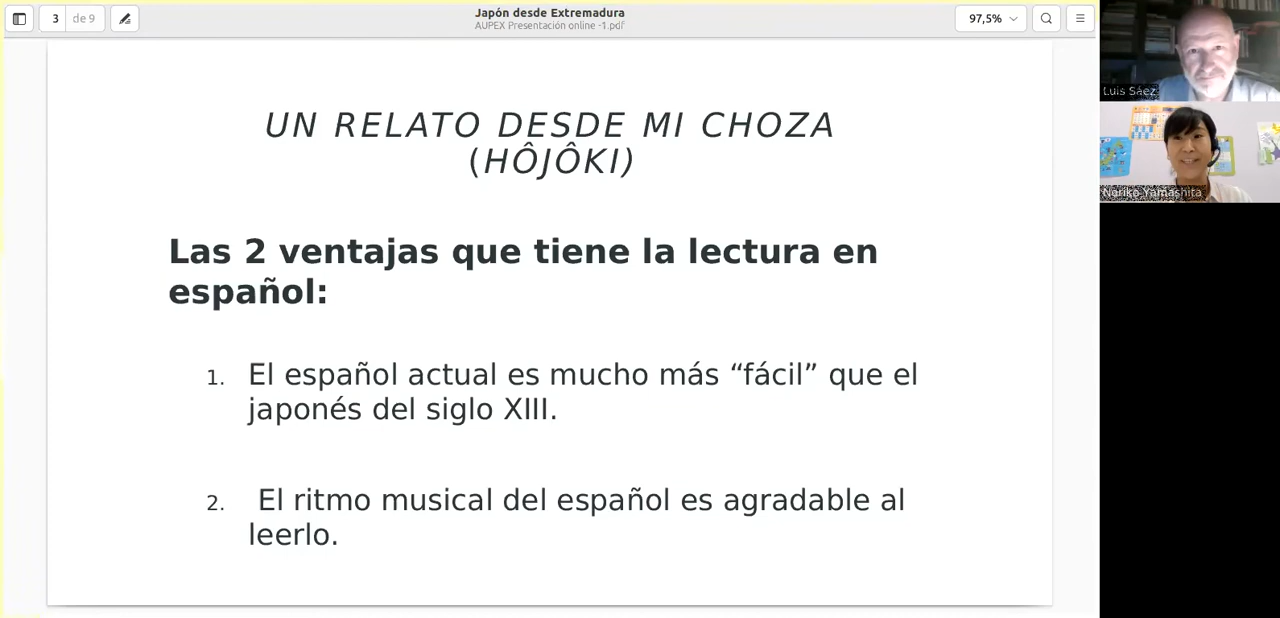 3 de 9
Japón desde Extremadura
AUPEX Presentación online -1.pdf
97,5%
Luis Sáez
Noriko Yamashita
UN RELATO DESDE MI CHOZA
(HÔJÔKI)
Las 2 ventajas que tiene la lectura en
español:
1. El español actual es mucho más “fácil” que el
japonés del siglo XIII.
2. El ritmo musical del español es agradable al
leerlo.